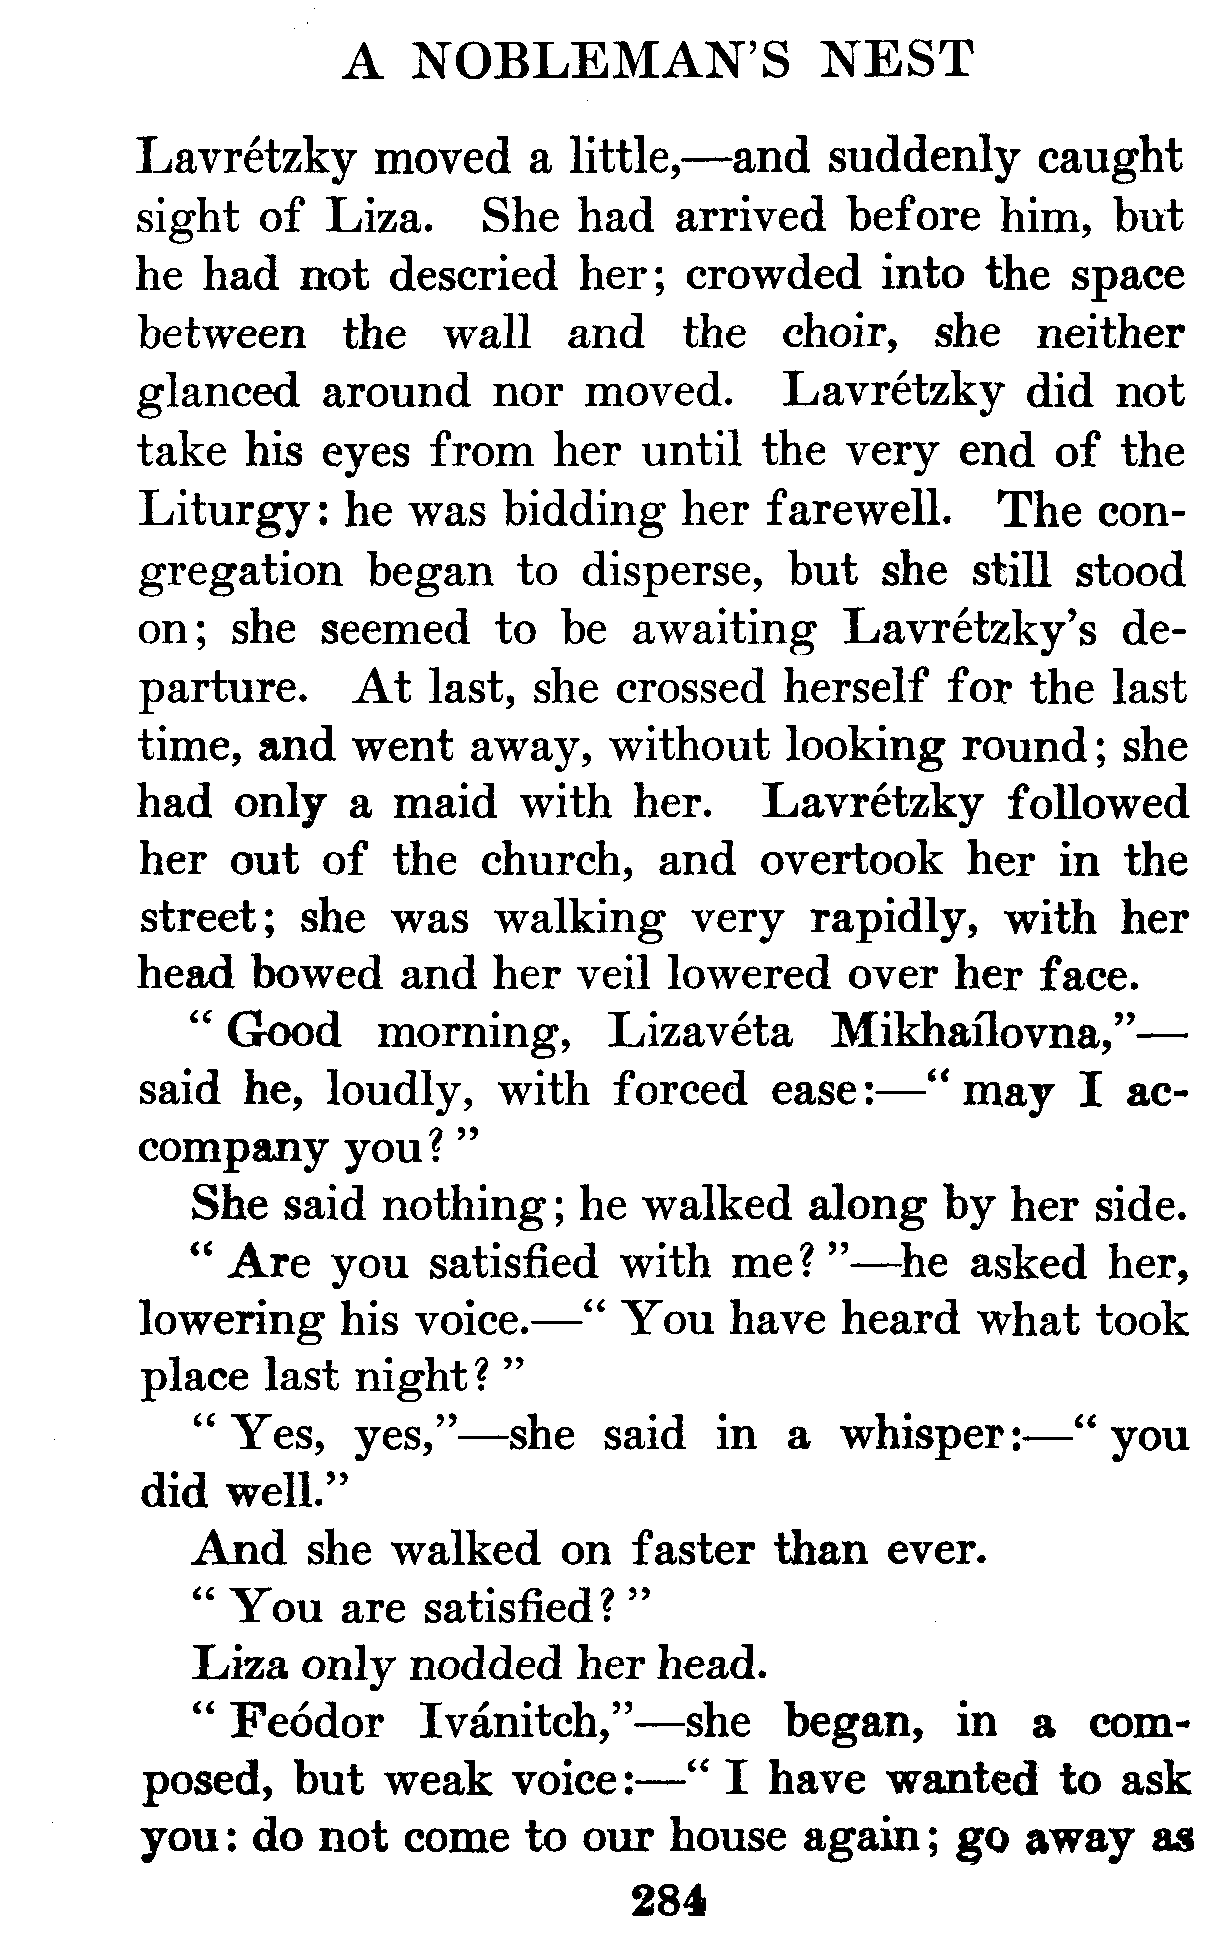 A NOBLEMAN'S NEST
Lavrétzky moved a little,—and suddenly caught
sight of Liza. She had arrived before him, but
he had not descried her; crowded into the space
between the wall and the choir, she neither
glanced around nor moved. Lavrétzky did not
take his eyes from her until the very end of the
Liturgy: he was bidding her farewell. The con-
gregation began to disperse, but she still stood
on; she seemed to be awaiting Lavrétzky's de-
parture. At last, she crossed herself for the last
time, and went away, without looking round; she
had only a maid with her. Lavrétzky followed
her out of the church, and overtook her in the
street; she was walking very rapidly, with her
head bowed and her veil lowered over her face.
“ Good morning, Lizavéta Mikhaílovna,”—
said he, loudly, with forced ease:—“ may I ac-
company you? ”
She said nothing; he walked along by her side.
“ Are you satisfied with me? ”—he asked her,
lowering his voice.—“ You have heard what took
place last night? ”
“ Yes, yes,”—she said in a whisper:—“ you
did well.”
And she walked on faster than ever.
“ You are satisfied? ”
Liza only nodded her head.
“ Feódor Ivánitch,”—she began, in a com-
posed, but weak voice:—“ I have wanted to ask
you: do not come to our house again; go away as
284